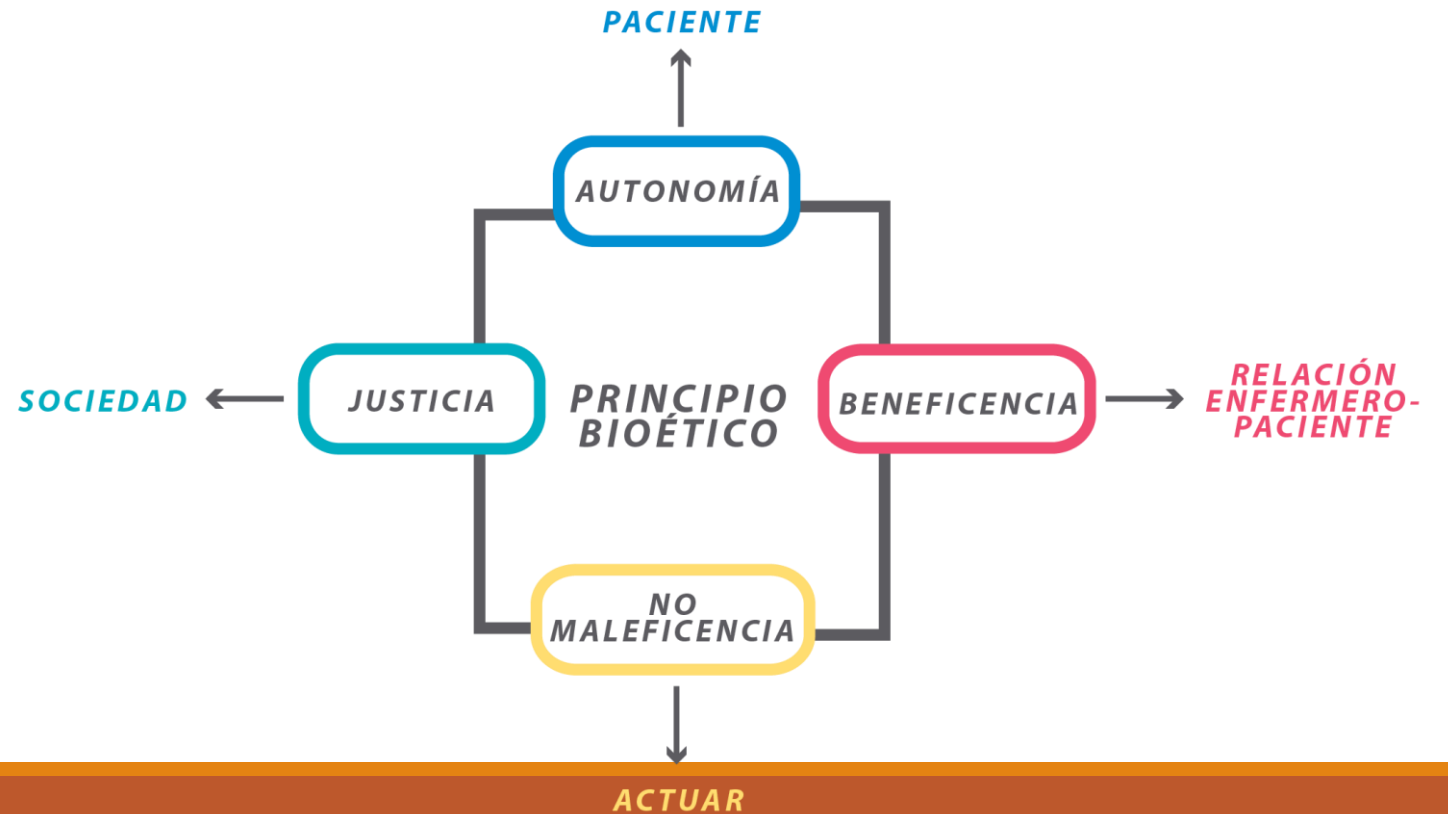 PACIENTE
AUTONOMÍA
SOCIEDAD
JUSTICIA
PRINCIPIO
BIOÉTICO
BENEFICENCIA
RELACIÓN
ENFERMERO-
PACIENTE
NO
MALEFICENCIA
ACTUAR